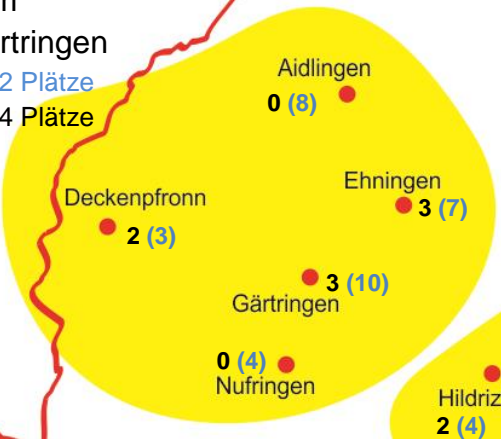 rtringen
2 Plätze
4 Plätze
Aidlingen
0 (8)
Ehningen
3 (7)
Deckenpfronn
2 (3)
3 (10)
Gärtringen
0 (4)
Nufringen
Hildriz
2 (4)